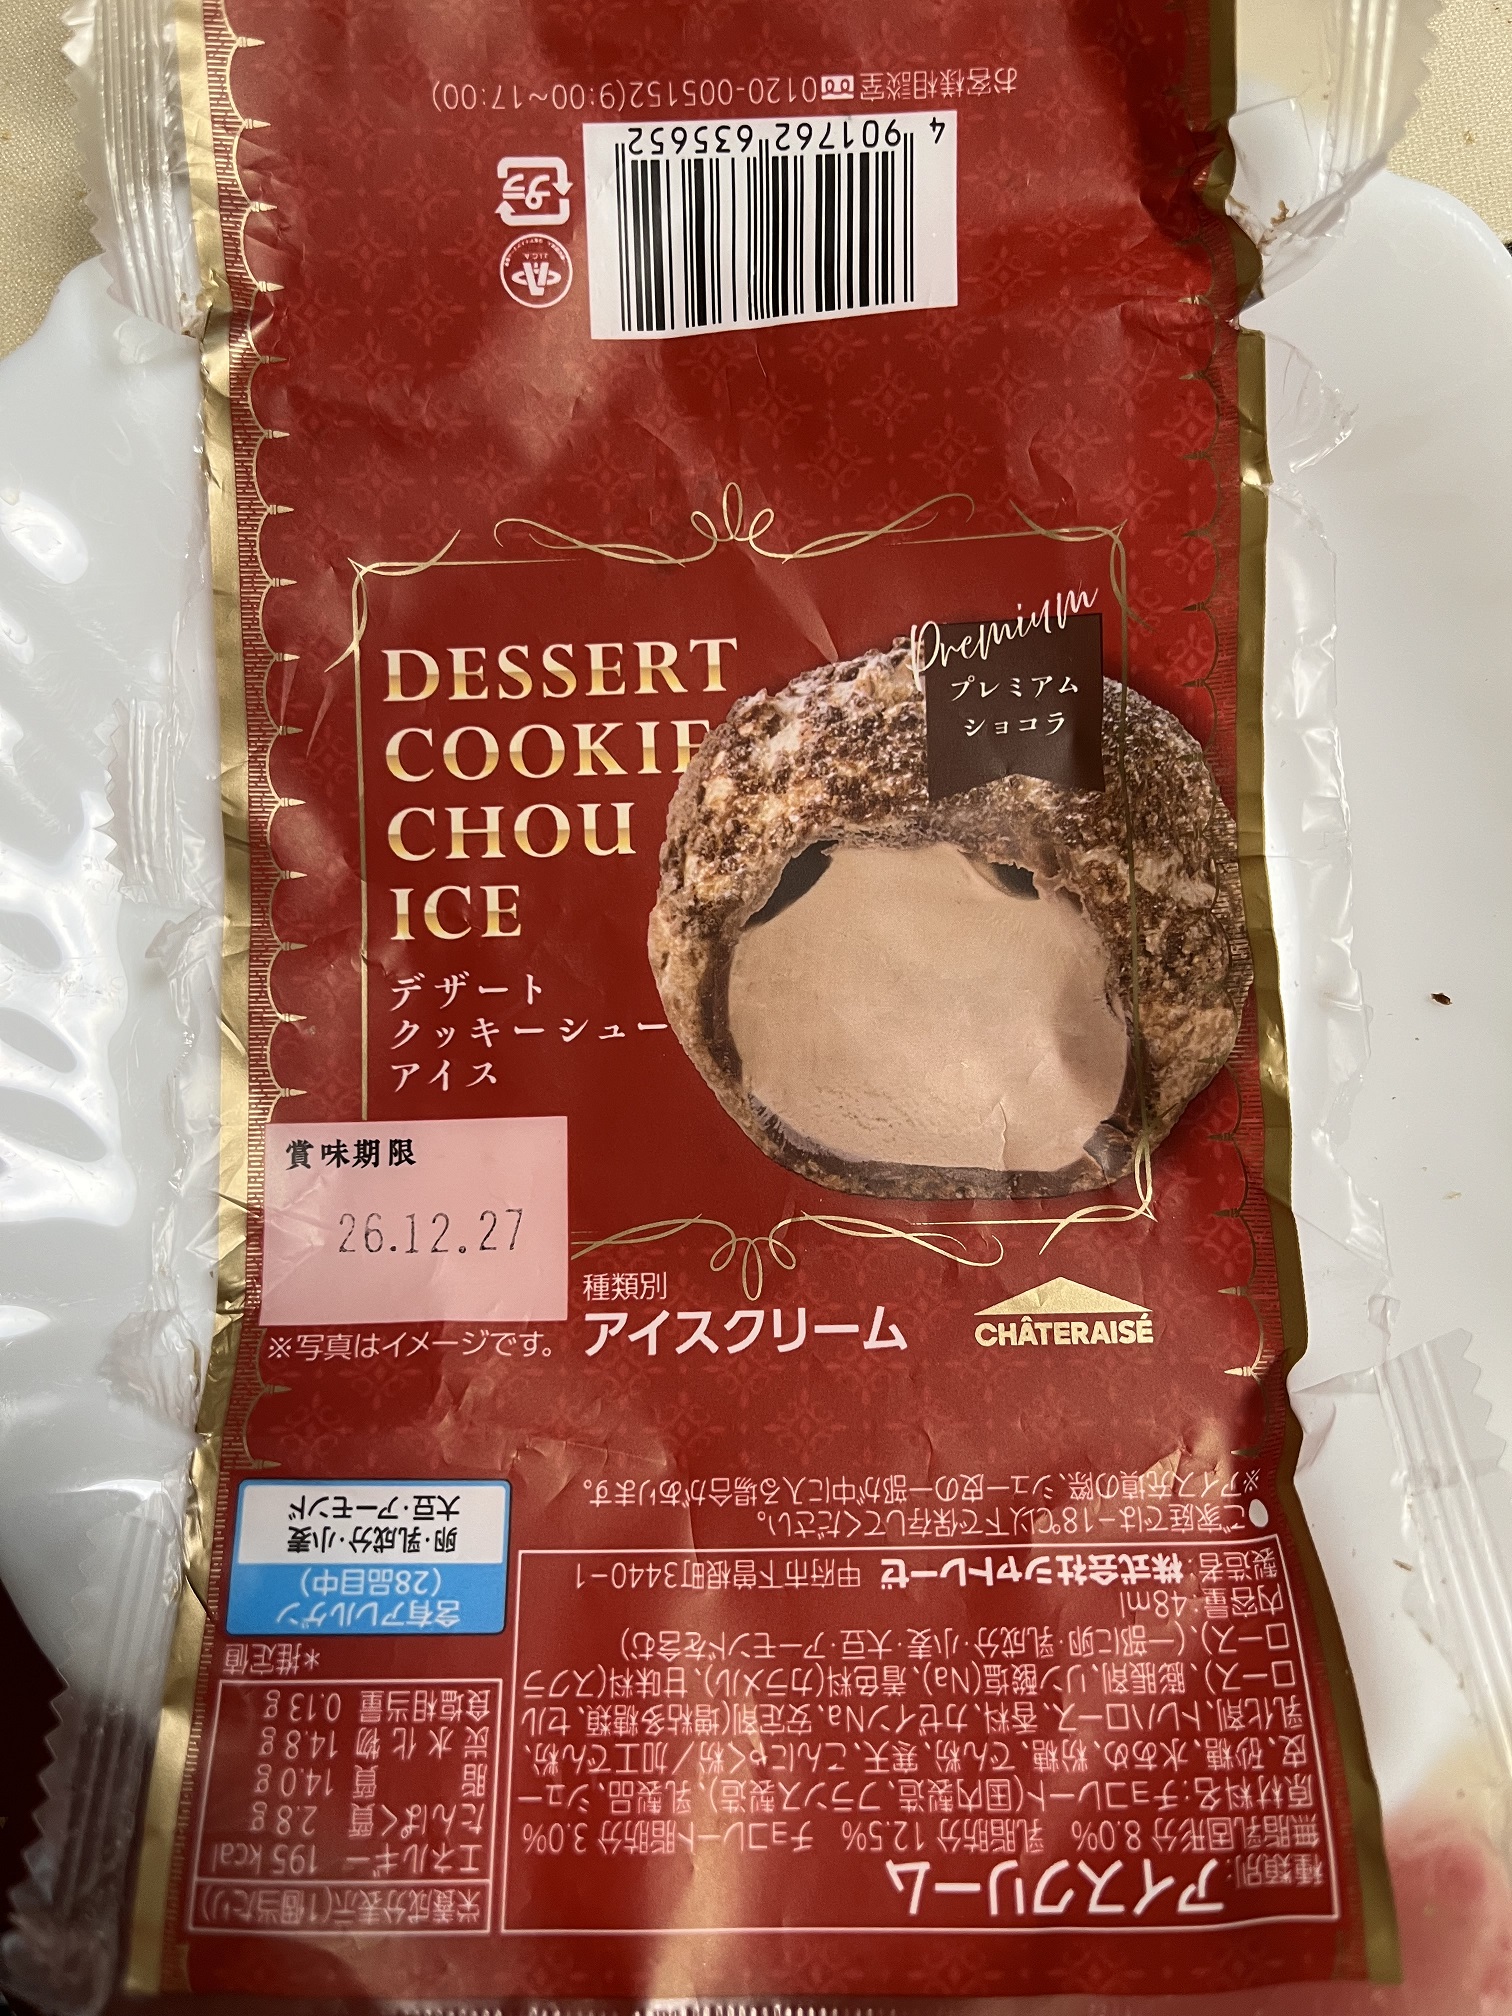 お客様相談室 0120-005152(9:00~17:00)
4 901762 635652
プラ
JICA
Premium
プレミアム
ショコラ
DESSERT
COOKIE
CHOU
ICE
デザート
クッキーシュー
アイス
賞味期限
26.12.27
※写真はイメージです。
種類別
アイスクリーム
CHÂTERAISÉ
種類別:アイスクリーム
無脂乳固形分 8.0% 乳脂肪分 12.5% チョコレート脂肪分 3.0%
原材料名:チョコレート(国内製造、フランス製造)、乳製品、シュー
皮、砂糖、水あめ、粉糖、でん粉、寒天、こんにゃく粉/加工でん粉、
乳化剤、トレハロース、香料、カゼインNa、安定剤(増粘多糖類、セル
ロース)、膨脹剤、リン酸塩(Na)、着色料(カラメル)、甘味料(スクラ
ロース)、(一部に卵・乳成分・小麦・大豆・アーモンドを含む)
内容量:48ml
製造者:株式会社シャトレーゼ 甲府市下曽根町3440-1
●ご家庭では-18℃以下で保存してください。
※アイス充填の際、シュー皮の一部が中に入る場合があります。
栄養成分表示(1個当たり)
エネルギー 195 kcal
たんぱく質 2.8 g
脂質 14.0 g
炭水化物 14.8 g
食塩相当量 0.13 g
*推定値
含有アレルゲン
(28品目中)
卵・乳成分・小麦
大豆・アーモンド